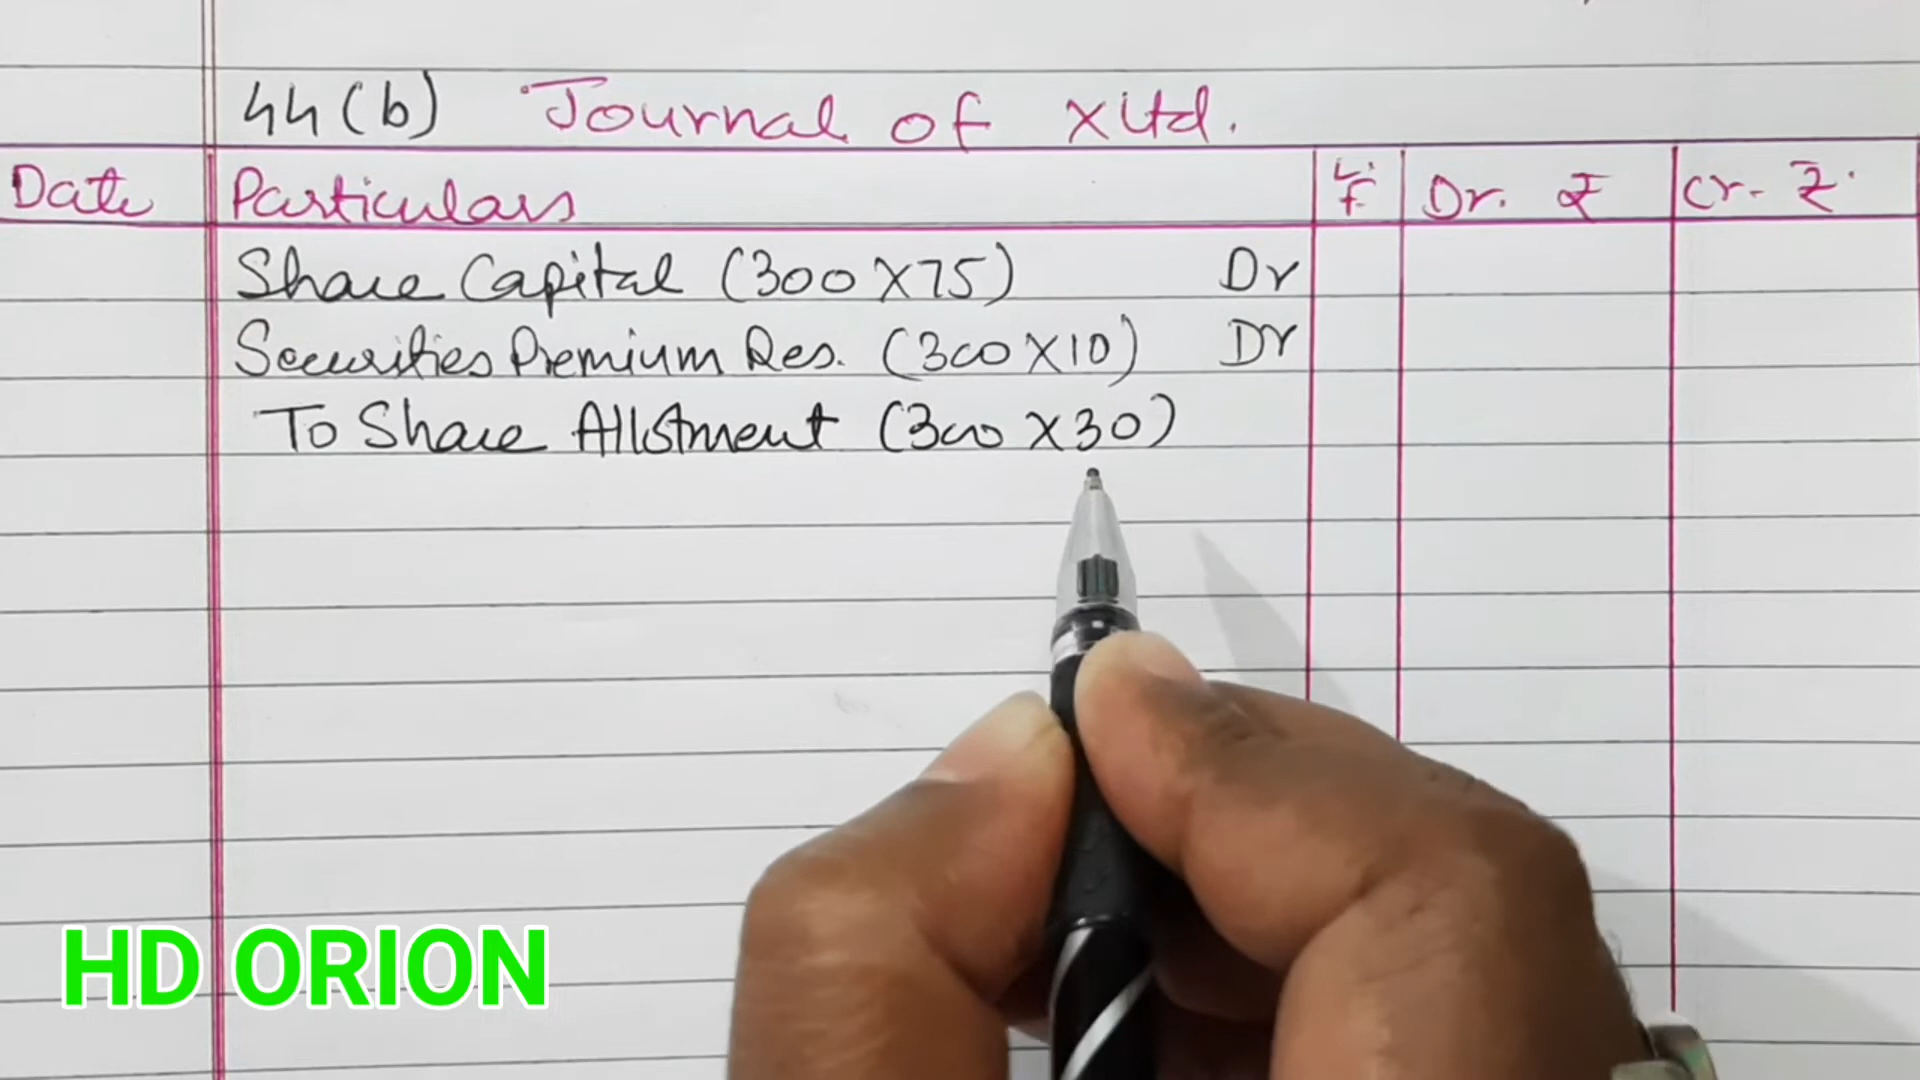 44(b) Journal of X Ltd.
Date Particulars L.F. Dr. ₹ Cr. ₹
Share Capital (300 X 75) Dr
Securities Premium Res. (300 X 10) Dr
To Share Allotment (300 X 30)
HD ORION